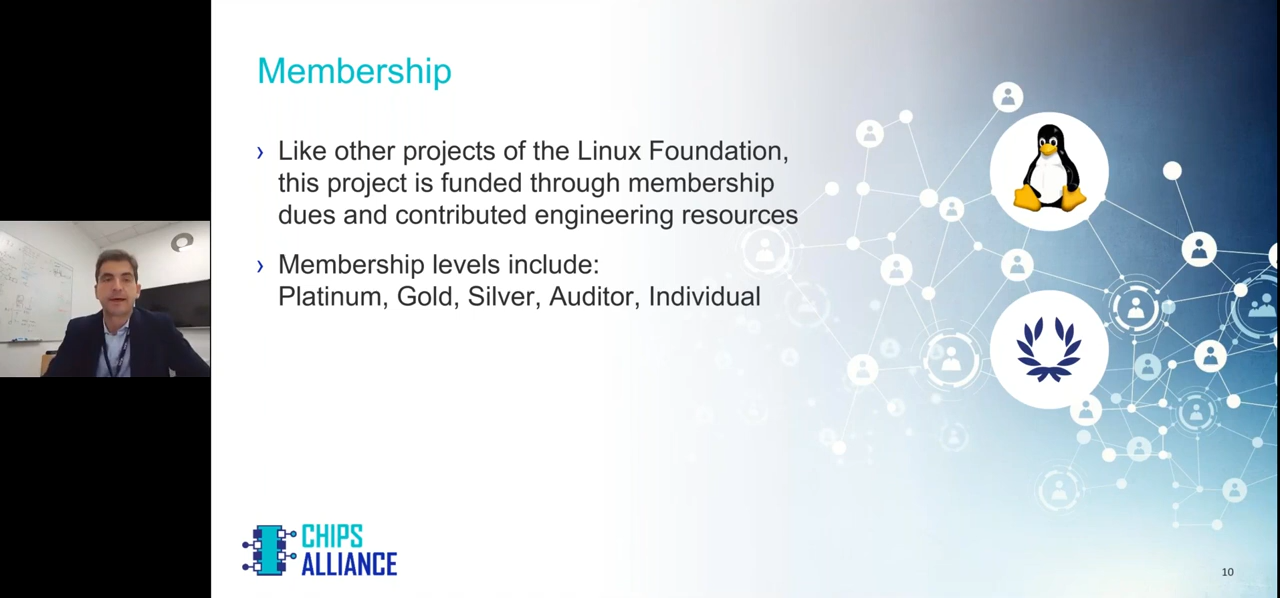 Membership
› Like other projects of the Linux Foundation,
this project is funded through membership
dues and contributed engineering resources
› Membership levels include:
Platinum, Gold, Silver, Auditor, Individual
CHIPS
ALLIANCE
10